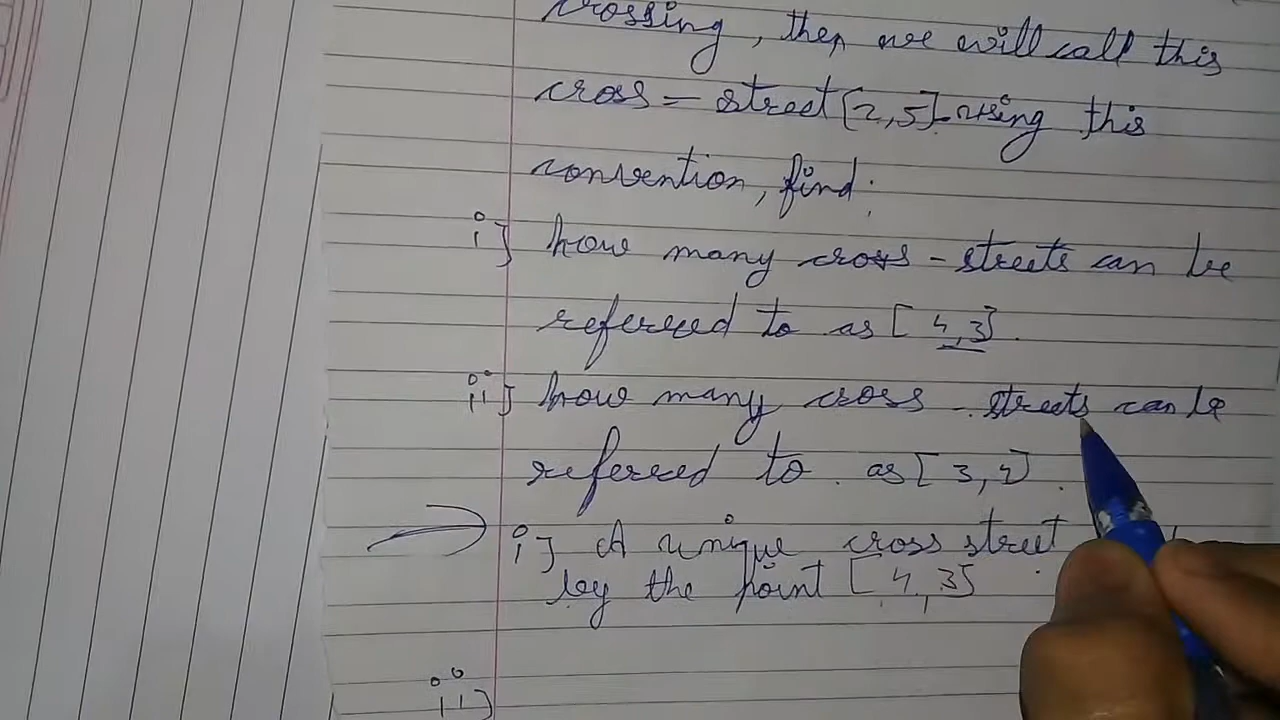 crossing, then we will call this
cross - street [2,5]. using this
convention, find:
i] how many cross - streets can be
referred to as [4,3].
ii] how many cross - streets can be
refered to as [3,4].
i] A unique cross street
by the point [4,3]
ii]